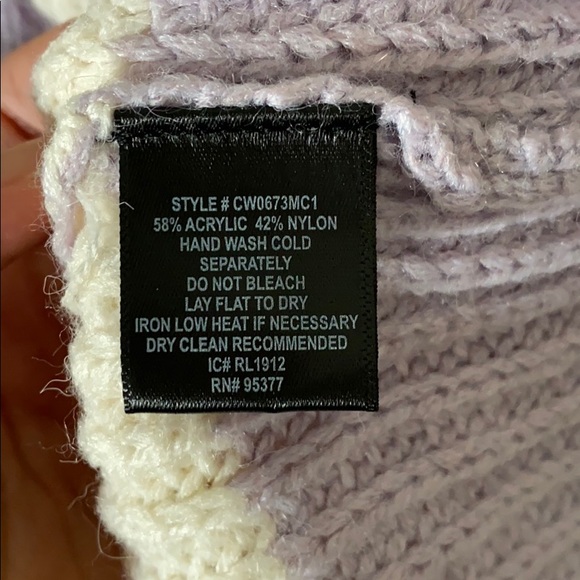 STYLE # CW0673MC1
58% ACRYLIC 42% NYLON
HAND WASH COLD
SEPARATELY
DO NOT BLEACH
LAY FLAT TO DRY
IRON LOW HEAT IF NECESSARY
DRY CLEAN RECOMMENDED
IC# RL1912
RN# 95377